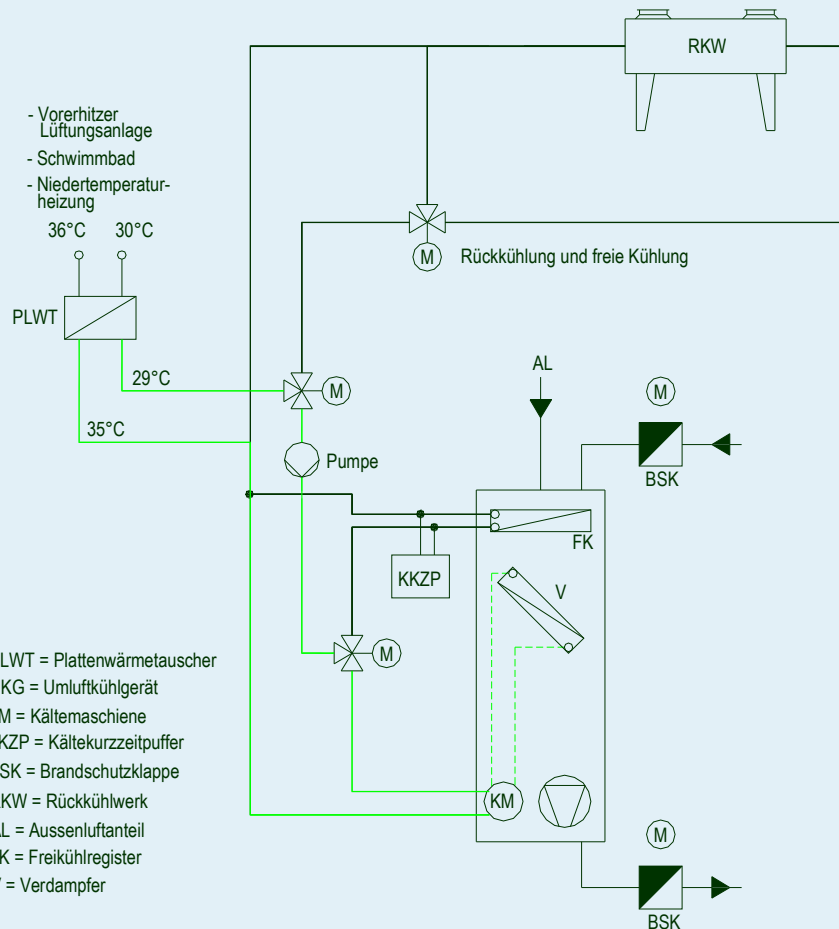 RKW
- Vorerhitzer
Lüftungsanlage
- Schwimmbad
- Niedertemperatur-
heizung
36°C 30°C
M Rückkühlung und freie Kühlung
PLWT
29°C
M
35°C
Pumpe
AL
M
BSK
FK
KKZP
V
M
LWT = Plattenwärmetauscher
KG = Umluftkühlgerät
M = Kältemaschiene
KZP = Kältekurzzeitpuffer
SK = Brandschutzklappe
KW = Rückkühlwerk
AL = Aussenluftanteil
K = Freikühlregister
= Verdampfer
KM
M
BSK